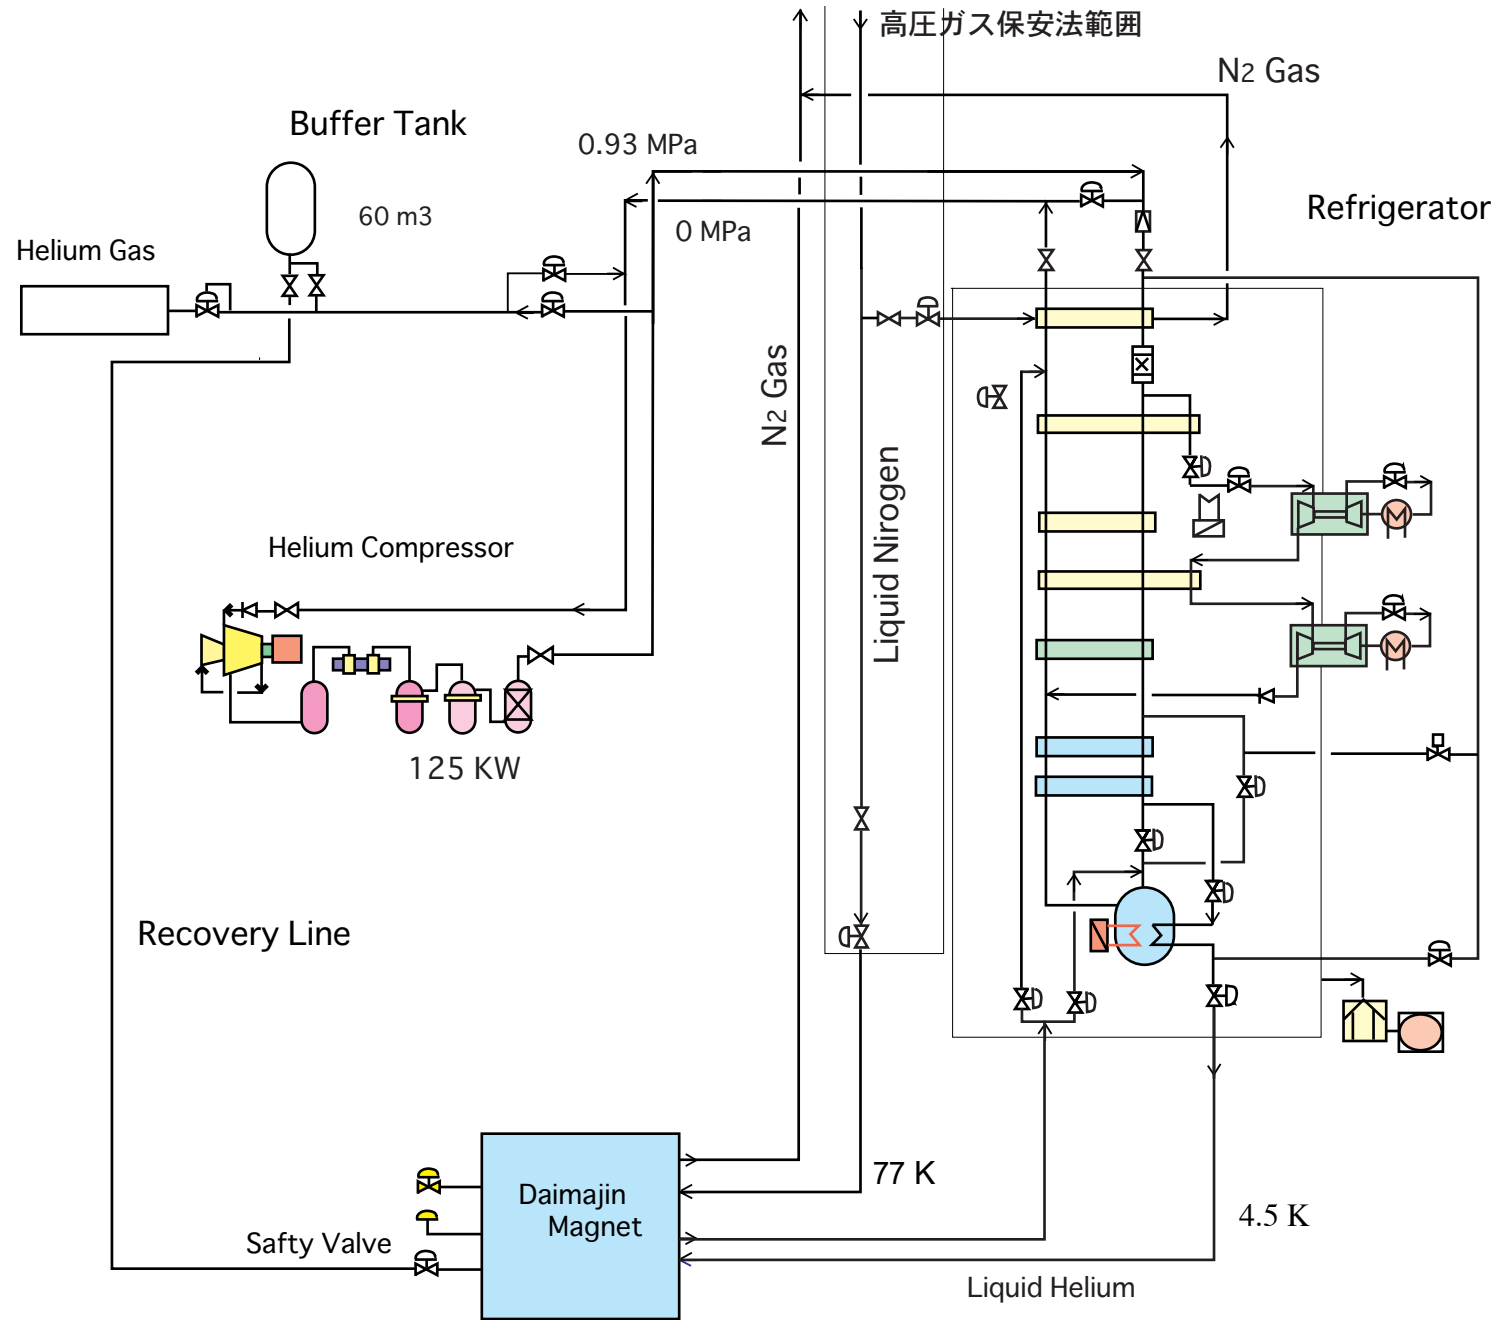 高圧ガス保安法範囲
N2 Gas
Buffer Tank
0.93 MPa
60 m3
0 MPa
Refrigerator
Helium Gas
N2 Gas
Liquid Nirogen
Helium Compressor
125 KW
Recovery Line
77 K
Daimajin
Magnet
4.5 K
Safty Valve
Liquid Helium